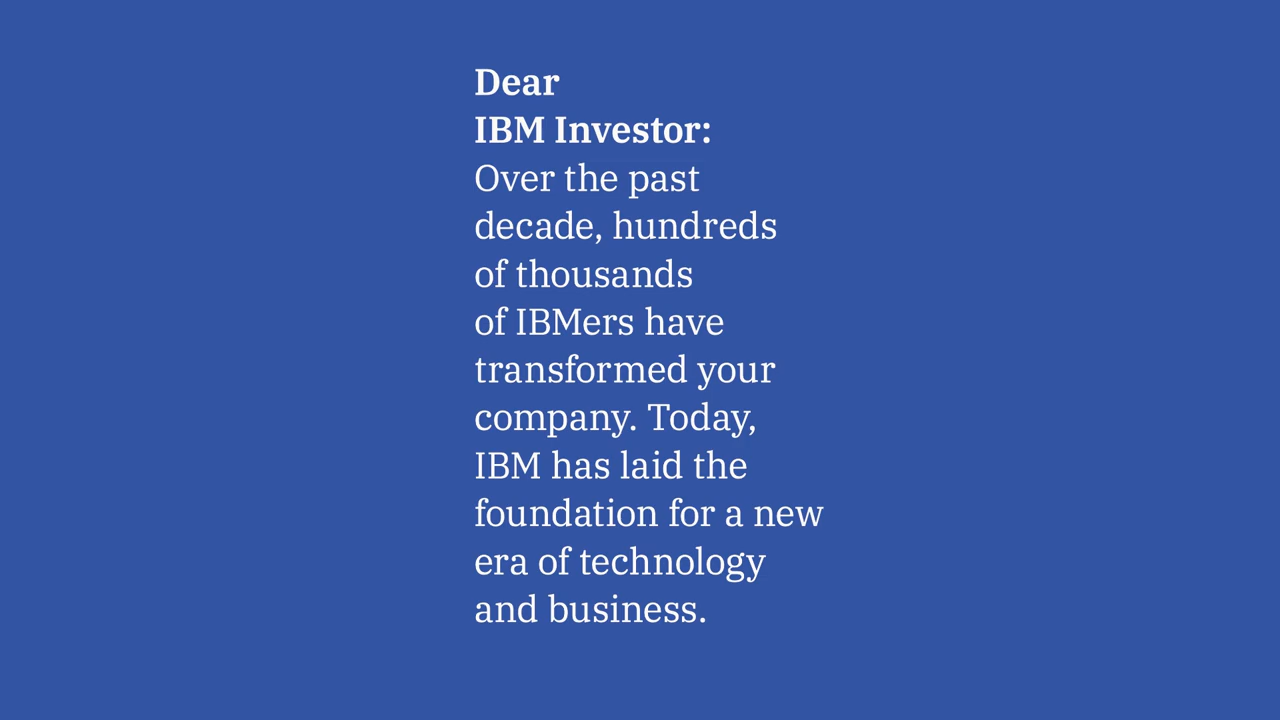 Dear
IBM Investor:
Over the past
decade, hundreds
of thousands
of IBMers have
transformed your
company. Today,
IBM has laid the
foundation for a new
era of technology
and business.